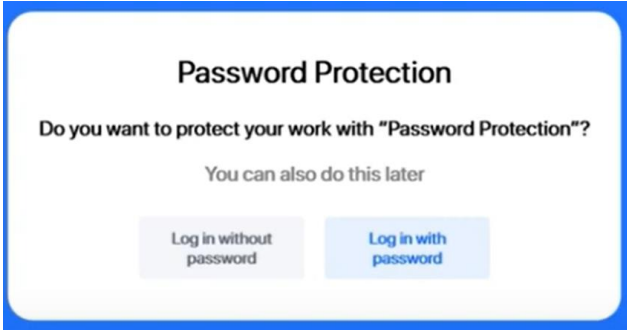 Password Protection
Do you want to protect your work with “Password Protection”?
You can also do this later
Log in without
password
Log in with
password